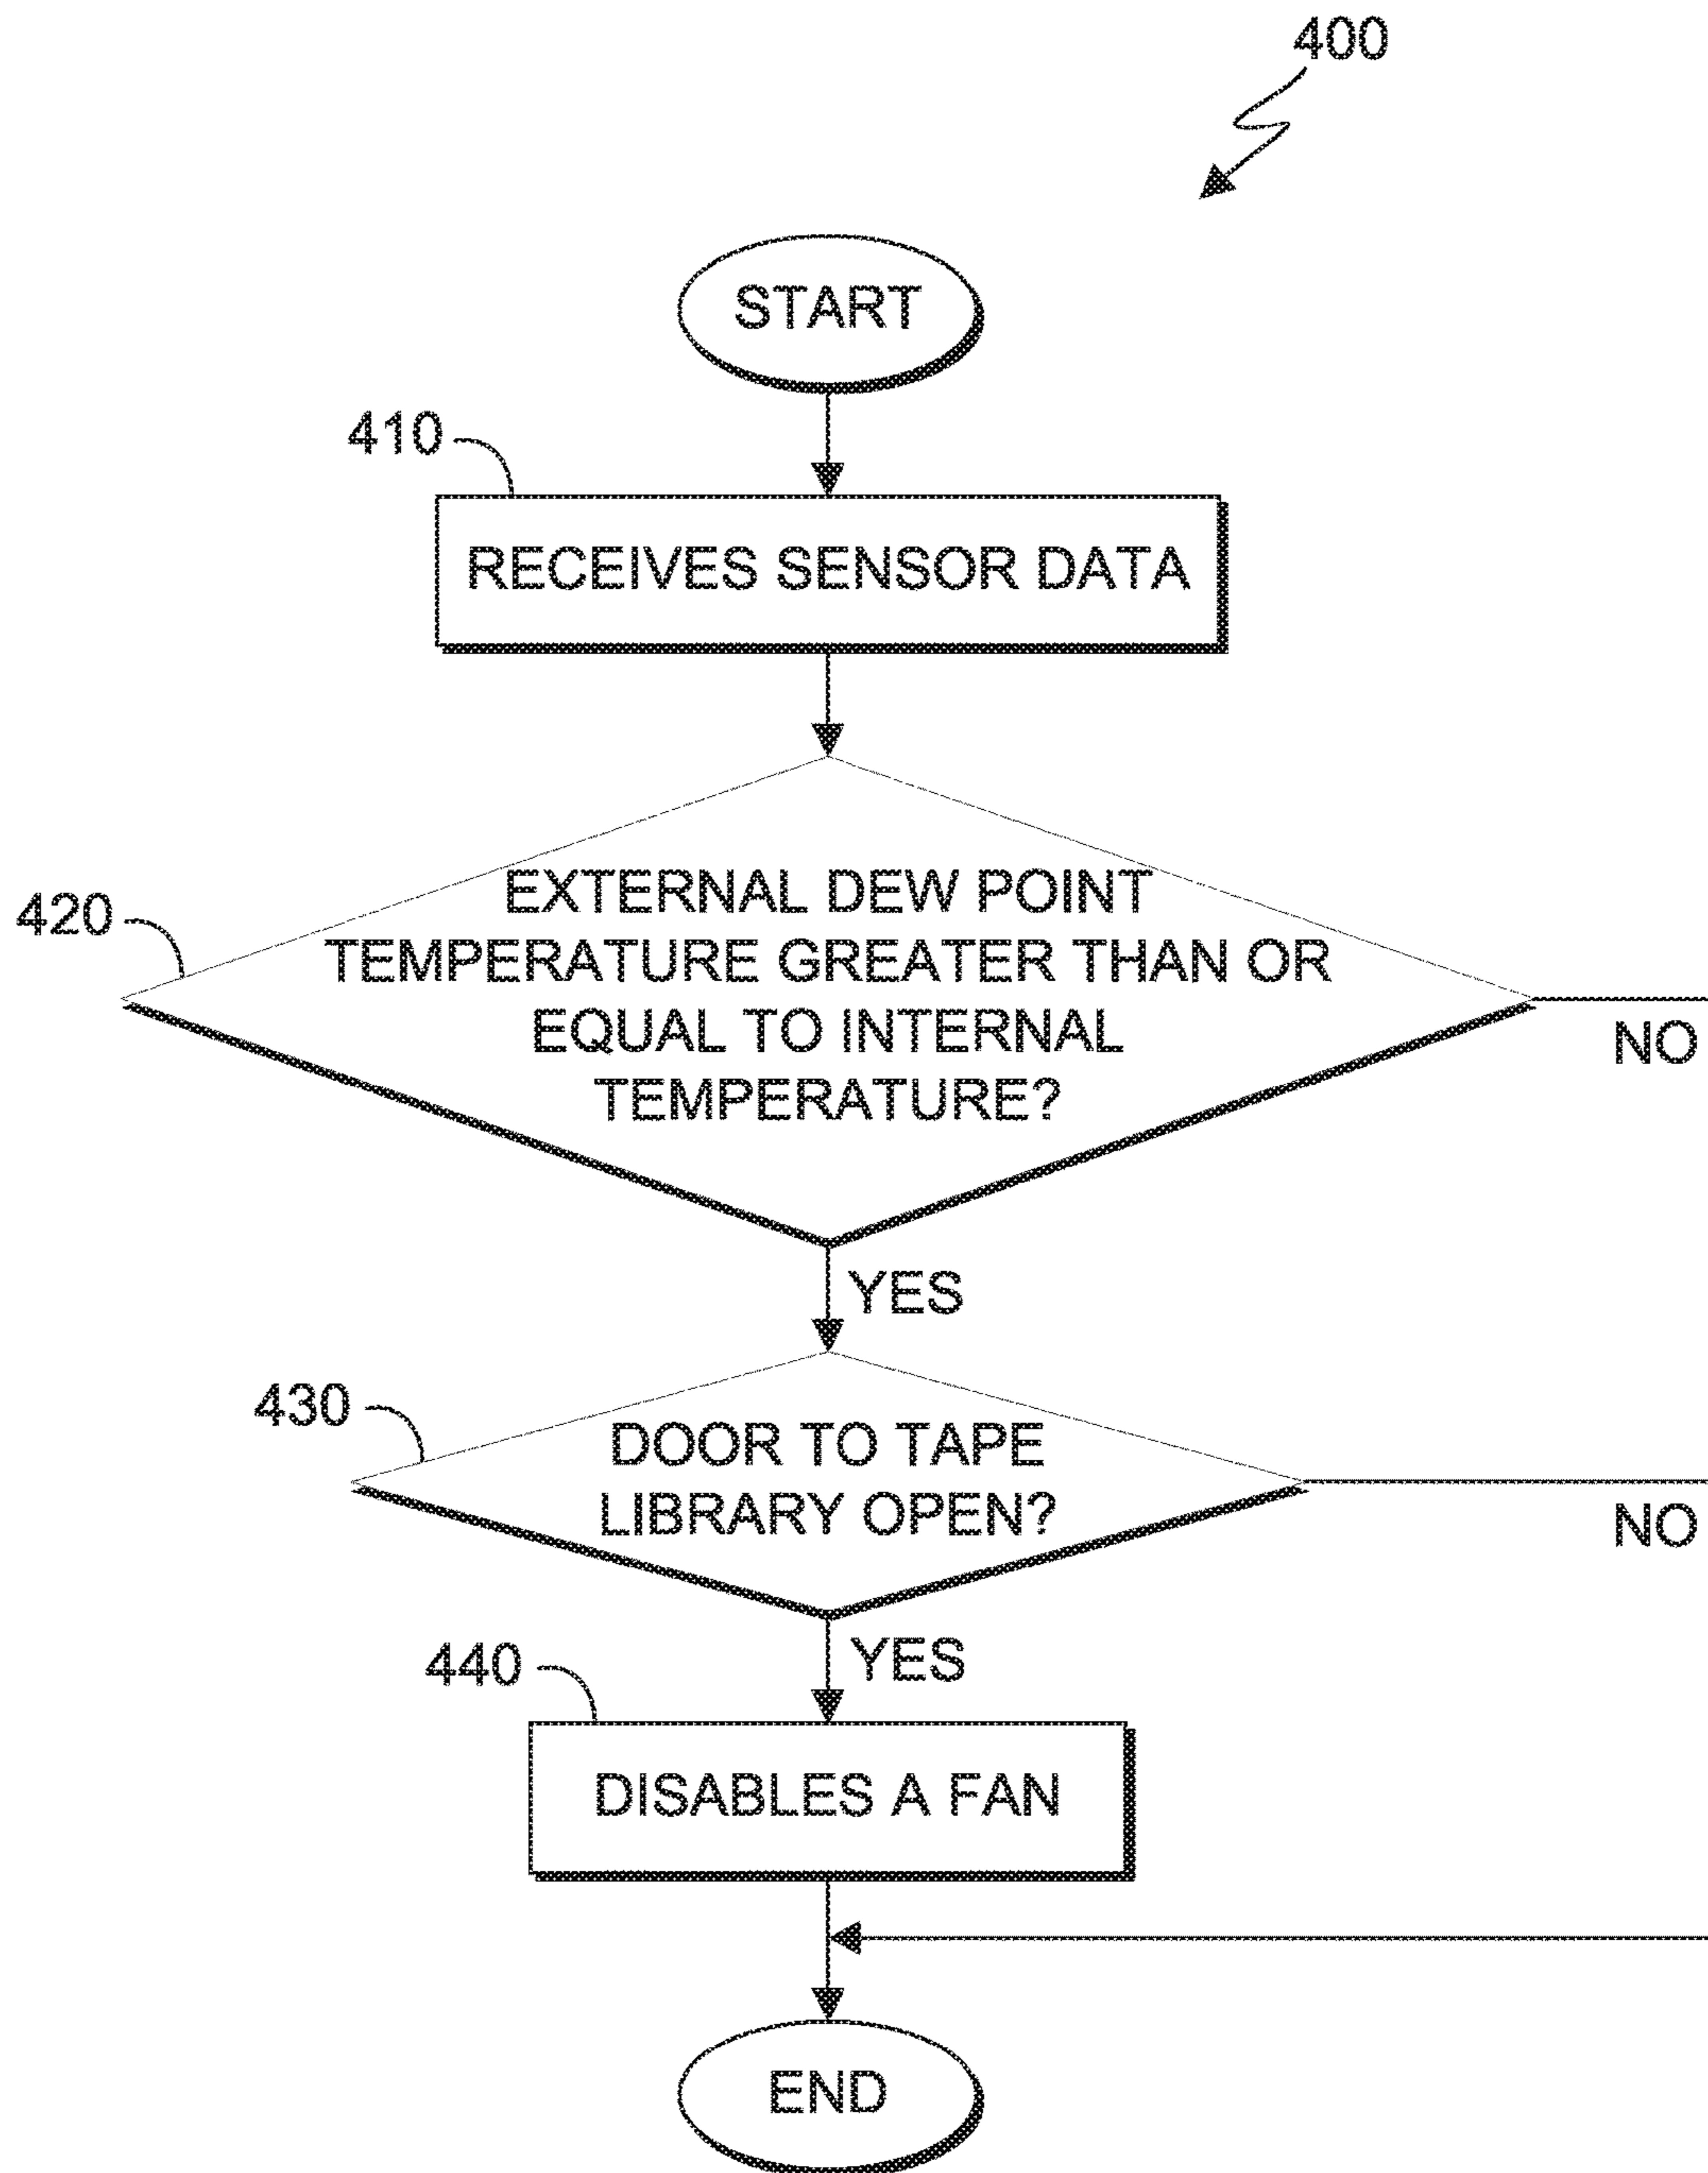 400
START
410
RECEIVES SENSOR DATA
420
EXTERNAL DEW POINT
TEMPERATURE GREATER THAN OR
EQUAL TO INTERNAL
TEMPERATURE?
NO
YES
430
DOOR TO TAPE
LIBRARY OPEN?
NO
YES
440
DISABLES A FAN
END